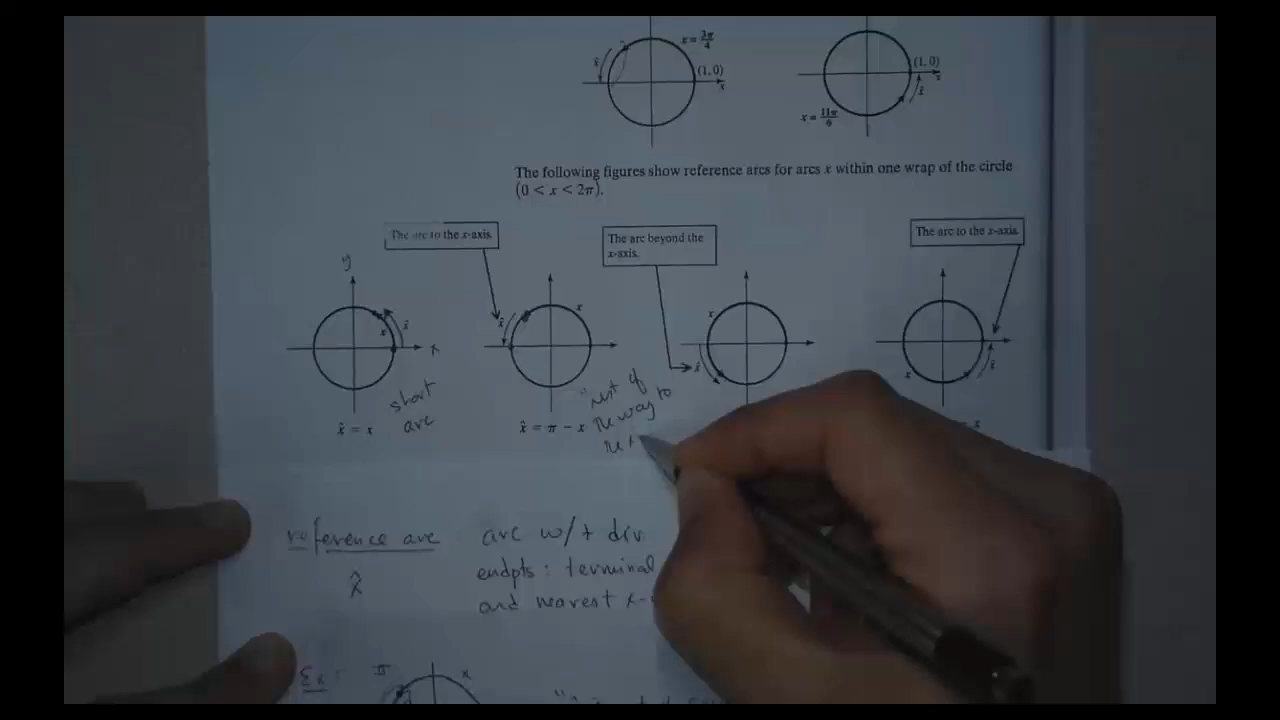 x = 3π/4
(1, 0)
x
x̂
(1, 0)
x
x̂
x = 11π/6
The following figures show reference arcs for arcs x within one wrap of the circle
(0 < x < 2π).
The arc to the x-axis.
The arc beyond the
x-axis.
The arc to the x-axis.
y
x̂
x
x
x̂
x
x
x̂
x
x̂
short
arc
x̂ = x
x̂ = π − x
"rest of
the way to
the
reference arc : arc w/+ dir
x̂
endpts : terminal
and nearest x-
Ex :
π
x